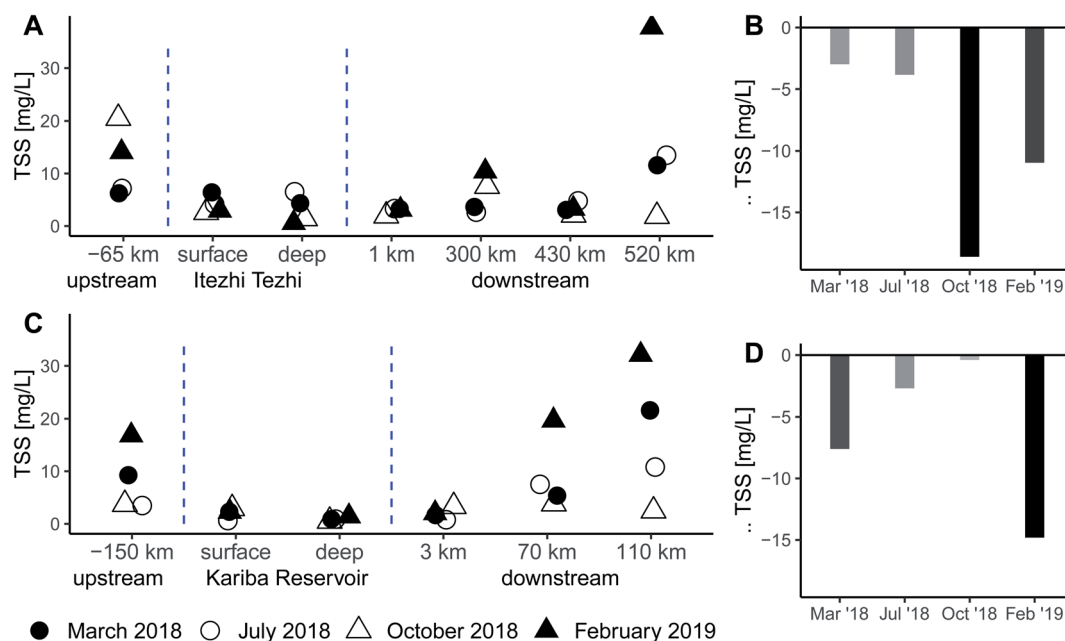 A
TSS [mg/L]
30
20
10
0
−65 km surface deep 1 km 300 km 430 km 520 km
upstream Itezhi Tezhi downstream
B
.. TSS [mg/L]
0
−5
−10
−15
Mar '18 Jul '18 Oct '18 Feb '19
C
TSS [mg/L]
30
20
10
0
−150 km surface deep 3 km 70 km 110 km
upstream Kariba Reservoir downstream
D
.. TSS [mg/L]
0
−5
−10
−15
Mar '18 Jul '18 Oct '18 Feb '19
March 2018 July 2018 October 2018 February 2019